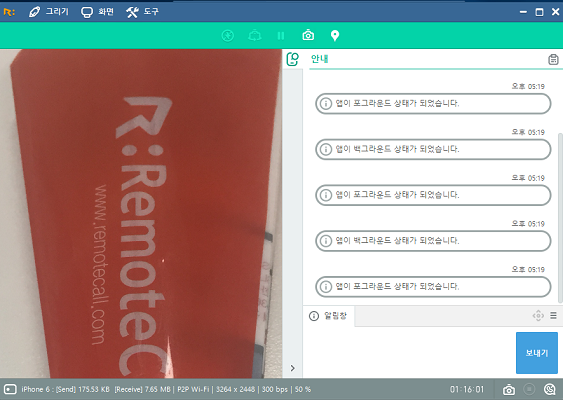 R:
그리기
화면
도구
안내
오후 05:19
앱이 포그라운드 상태가 되었습니다.
오후 05:19
앱이 백그라운드 상태가 되었습니다.
오후 05:19
앱이 포그라운드 상태가 되었습니다.
오후 05:19
앱이 백그라운드 상태가 되었습니다.
오후 05:19
앱이 포그라운드 상태가 되었습니다.
알림창
보내기
R:RemoteC
www.remotecall.com
iPhone 6 : [Send] 175.53 KB [Receive] 7.65 MB | P2P Wi-Fi | 3264 x 2448 | 300 bps | 50 %
01:16:01